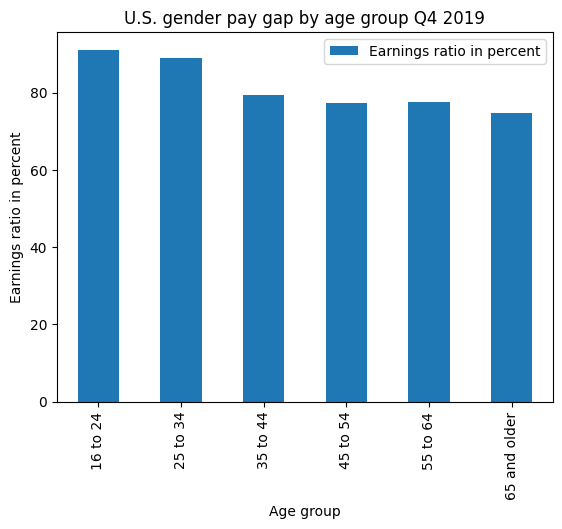 U.S. gender pay gap by age group Q4 2019
Earnings ratio in percent
Earnings ratio in percent
80
60
40
20
0
16 to 24
25 to 34
35 to 44
45 to 54
55 to 64
65 and older
Age group